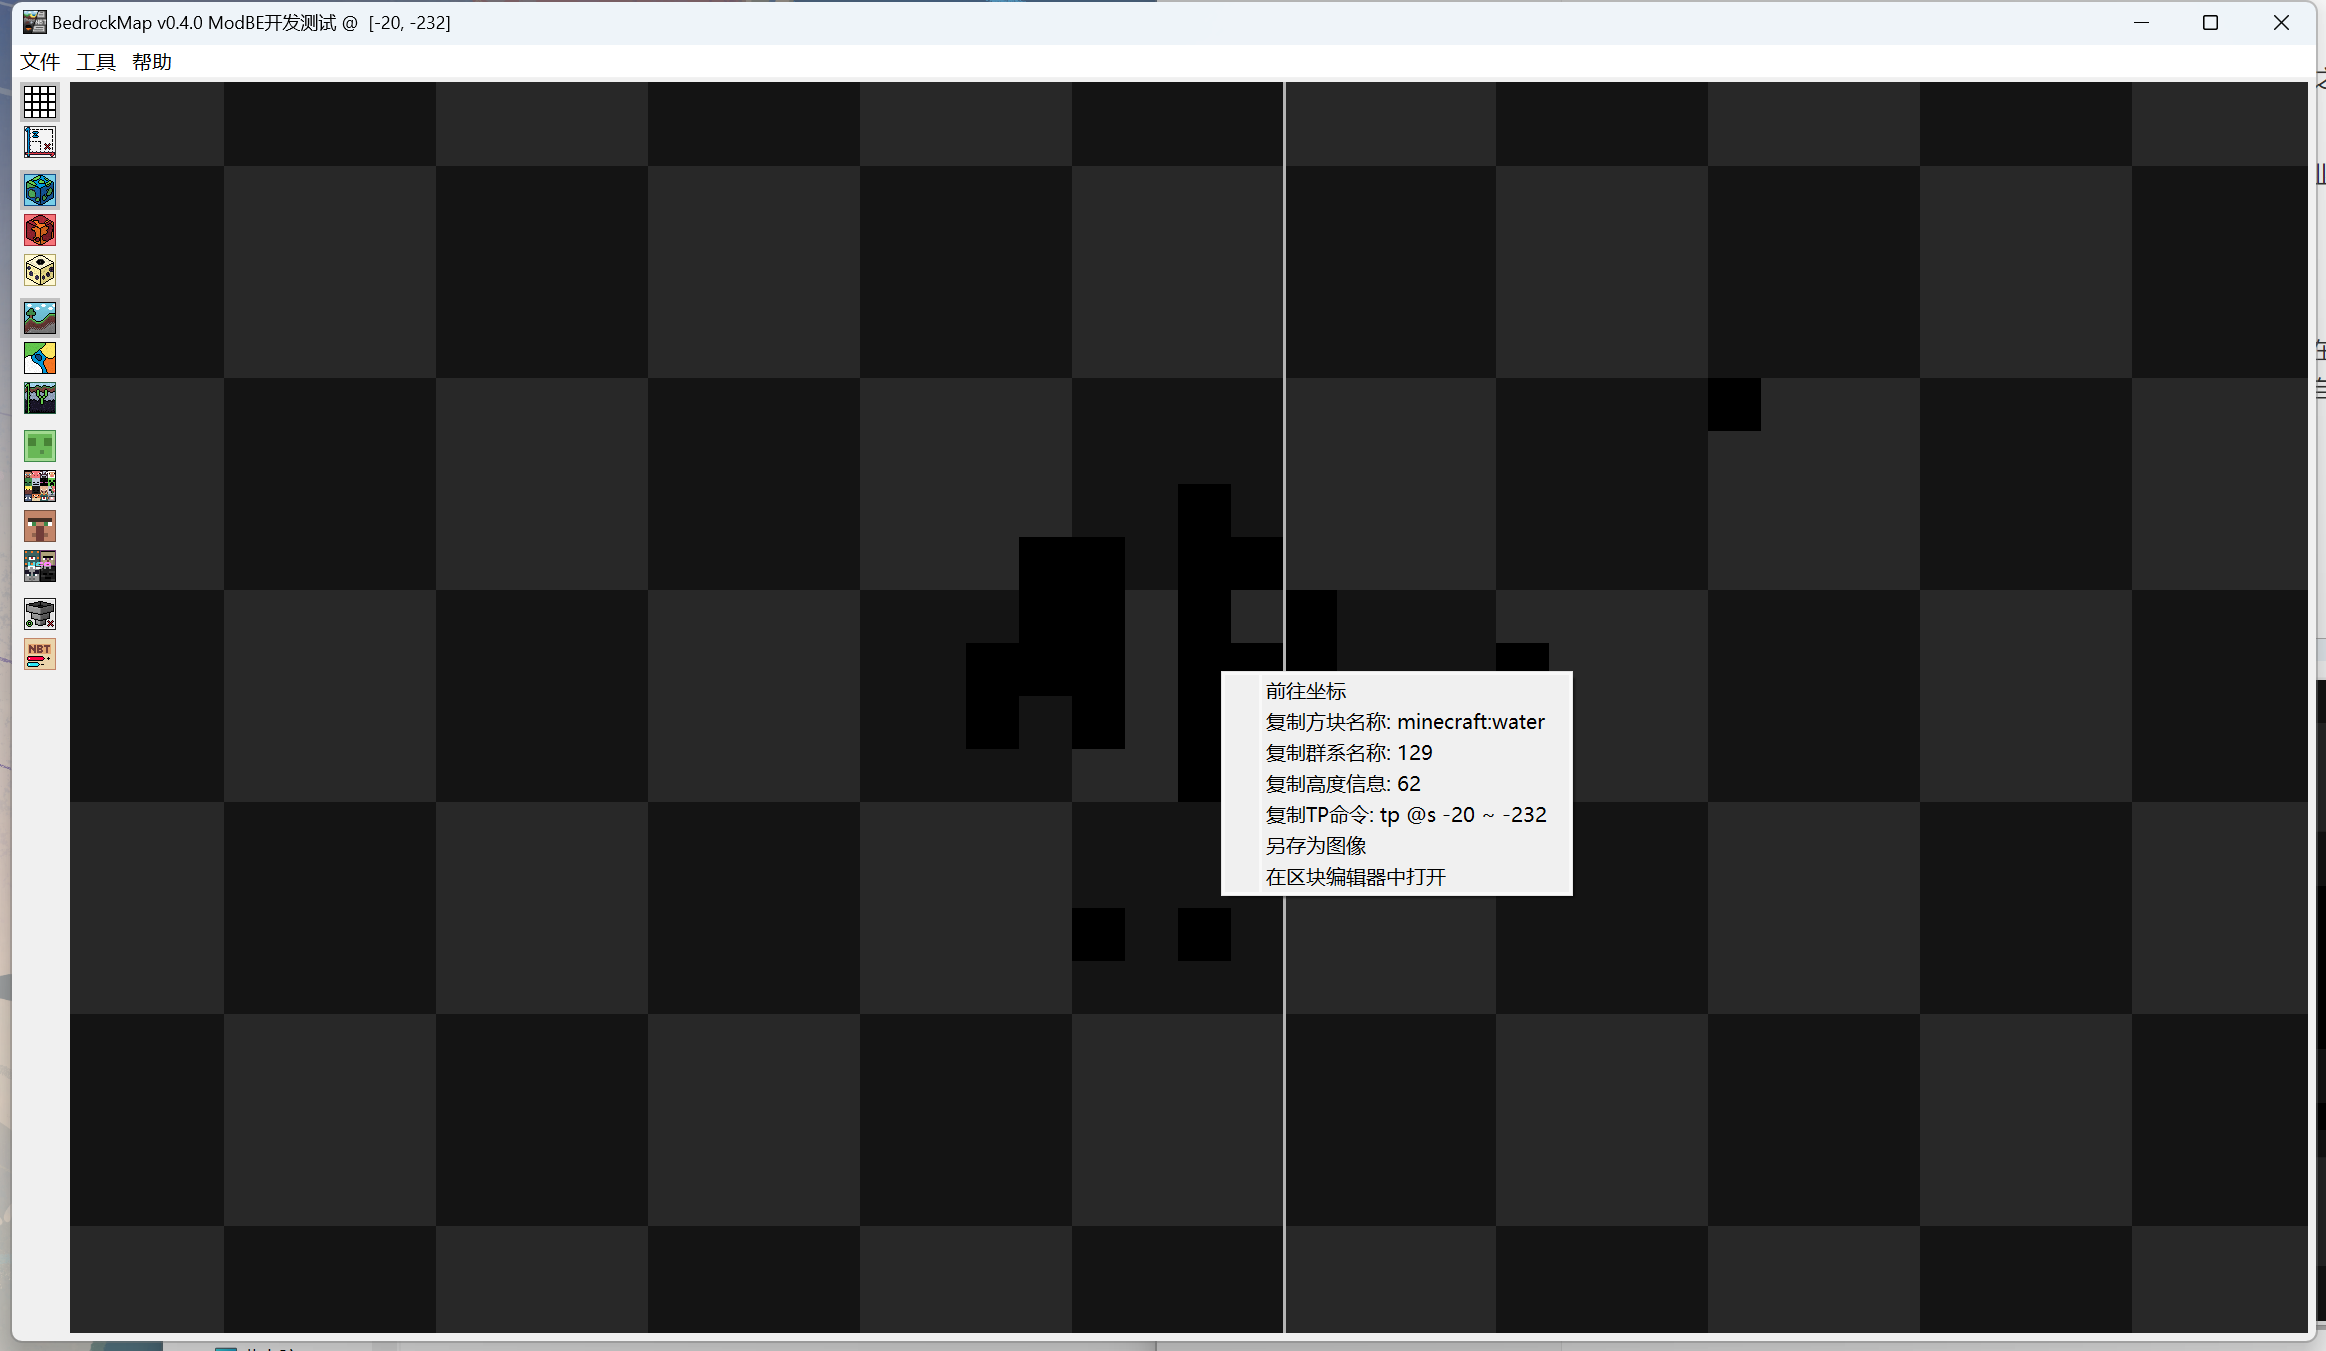 BedrockMap v0.4.0 ModBE开发测试 @ [-20, -232]
文件 工具 帮助
NBT
前往坐标
复制方块名称: minecraft:water
复制群系名称: 129
复制高度信息: 62
复制TP命令: tp @s -20 ~ -232
另存为图像
在区块编辑器中打开